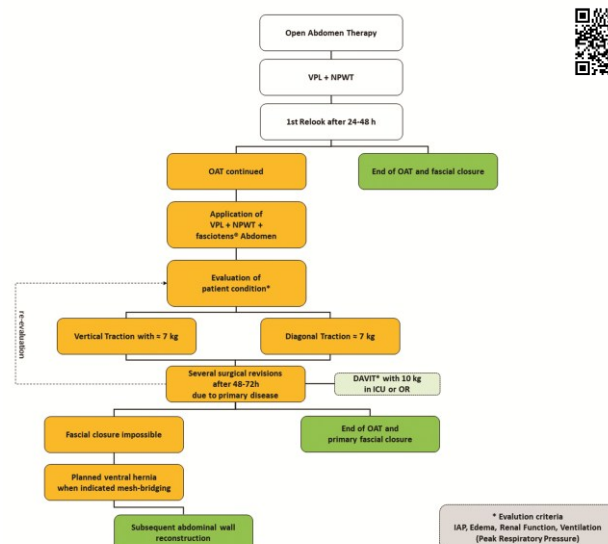 Open Abdomen Therapy
VPL + NPWT
1st Relook after 24-48 h
OAT continued
End of OAT and fascial closure
Application of
VPL + NPWT +
fasciotens® Abdomen
Evaluation of
patient condition*
re-evaluation
Vertical Traction with ≈ 7 kg
Diagonal Traction ≈ 7 kg
Several surgical revisions
after 48-72h
due to primary disease
DAVIT* with 10 kg
in ICU or OR
Fascial closure impossible
End of OAT and
primary fascial closure
Planned ventral hernia
when indicated mesh-bridging
Subsequent abdominal wall
reconstruction
* Evalution criteria
IAP, Edema, Renal Function, Ventilation
(Peak Respiratory Pressure)